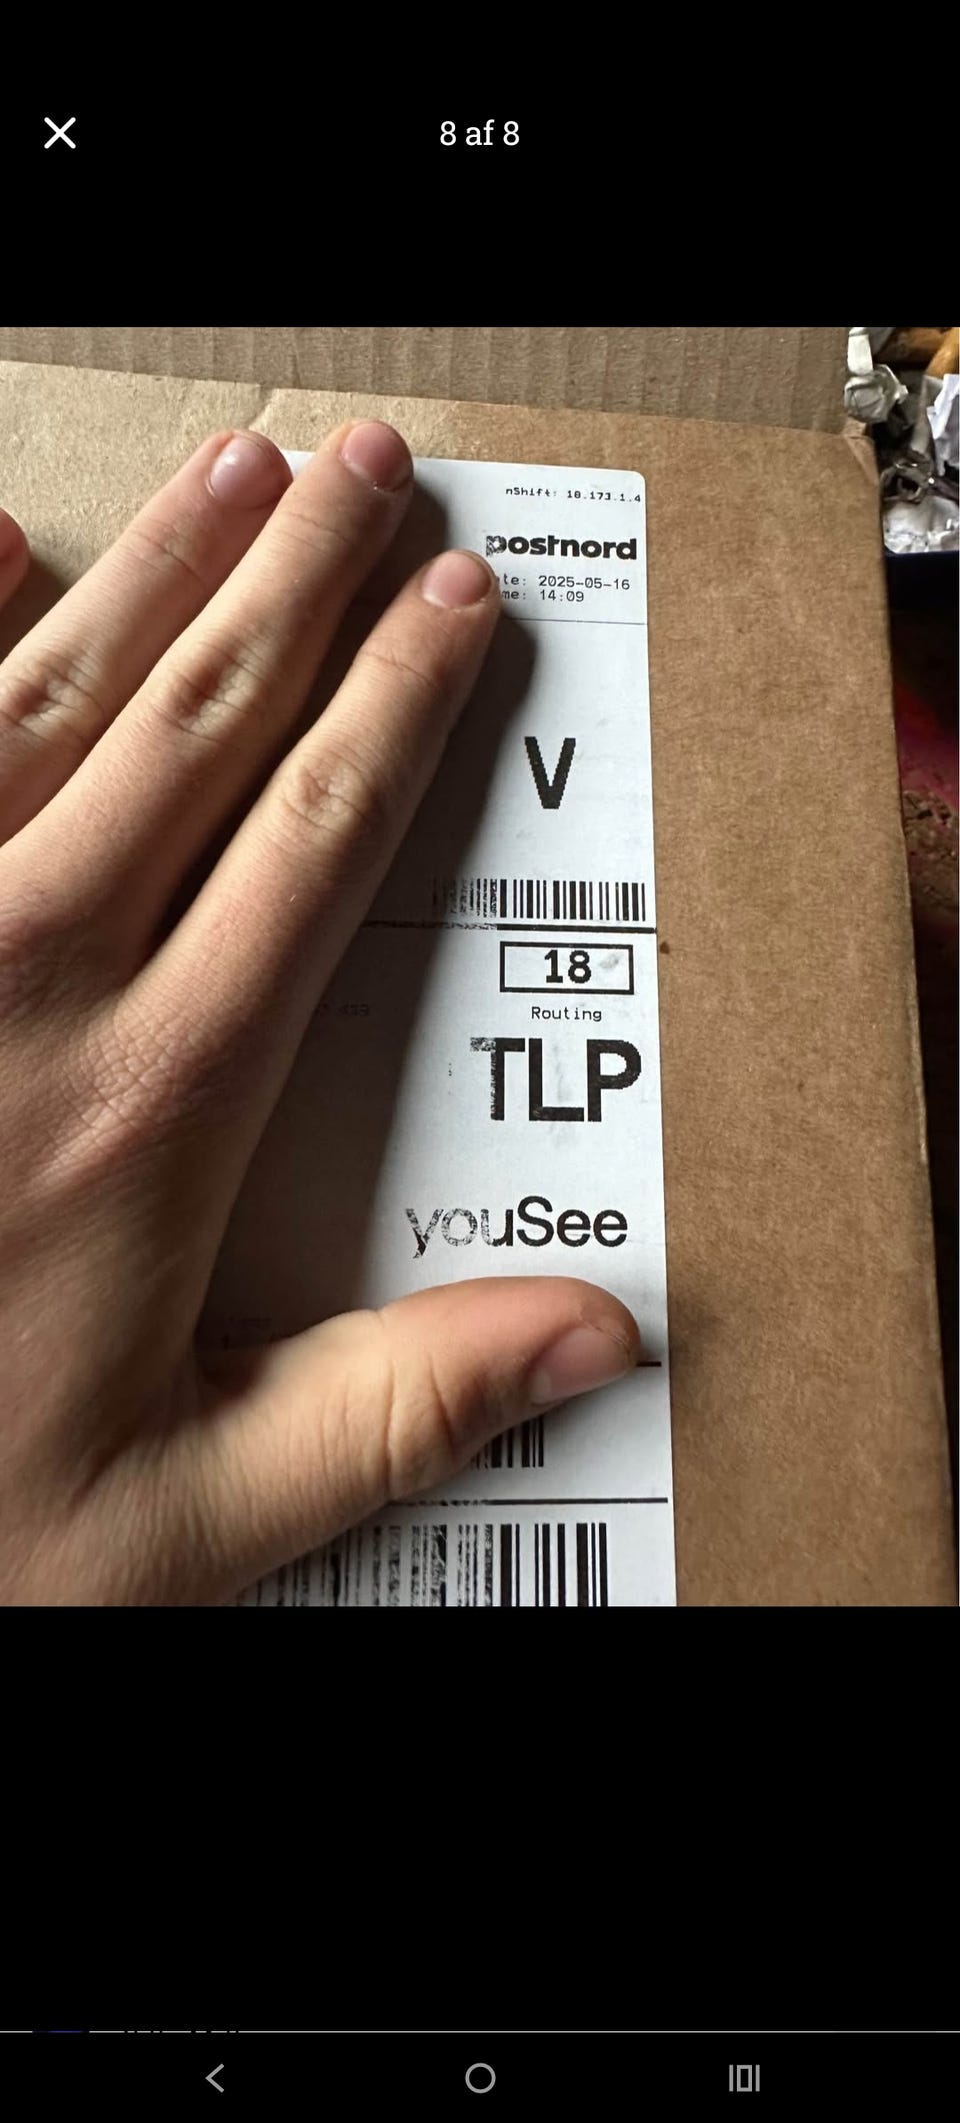 8 af 8
nShift: 18.173.1.4
postnord
te: 2025-05-16
me: 14:09
V
18
Routing
TLP
youSee